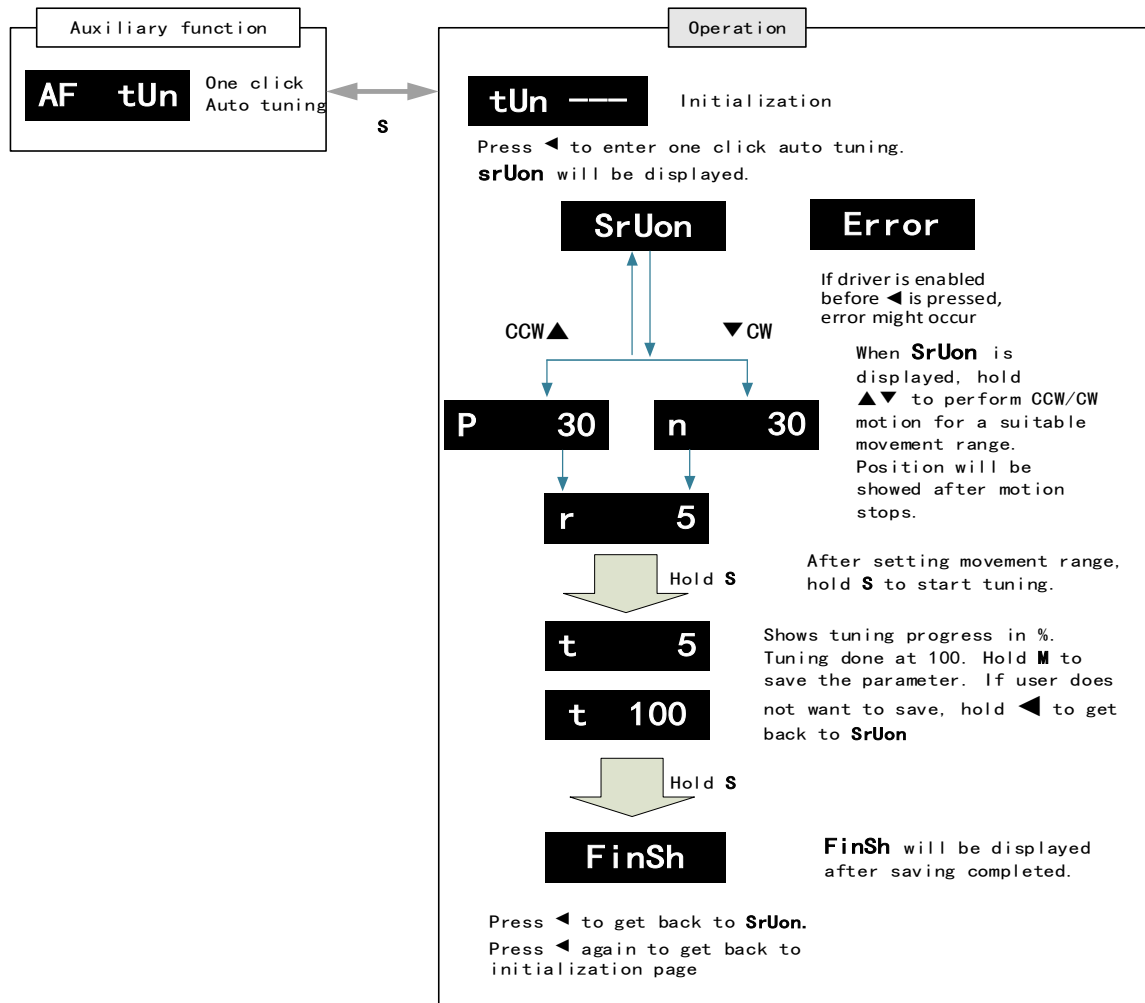 Auxiliary function
AF tUn
One click
Auto tuning
S
Operation
tUn ---
Initialization
Press ◀ to enter one click auto tuning.
srUon will be displayed.
SrUon
Error
If driver is enabled
before ◀ is pressed,
error might occur
CCW▲
▼CW
When SrUon is
displayed, hold
▲▼ to perform CCW/CW
motion for a suitable
movement range.
Position will be
showed after motion
stops.
P 30
n 30
r 5
Hold S
After setting movement range,
hold S to start tuning.
t 5
t 100
Shows tuning progress in %.
Tuning done at 100. Hold M to
save the parameter. If user does
not want to save, hold ◀ to get
back to SrUon
Hold S
FinSh
FinSh will be displayed
after saving completed.
Press ◀ to get back to SrUon.
Press ◀ again to get back to
initialization page